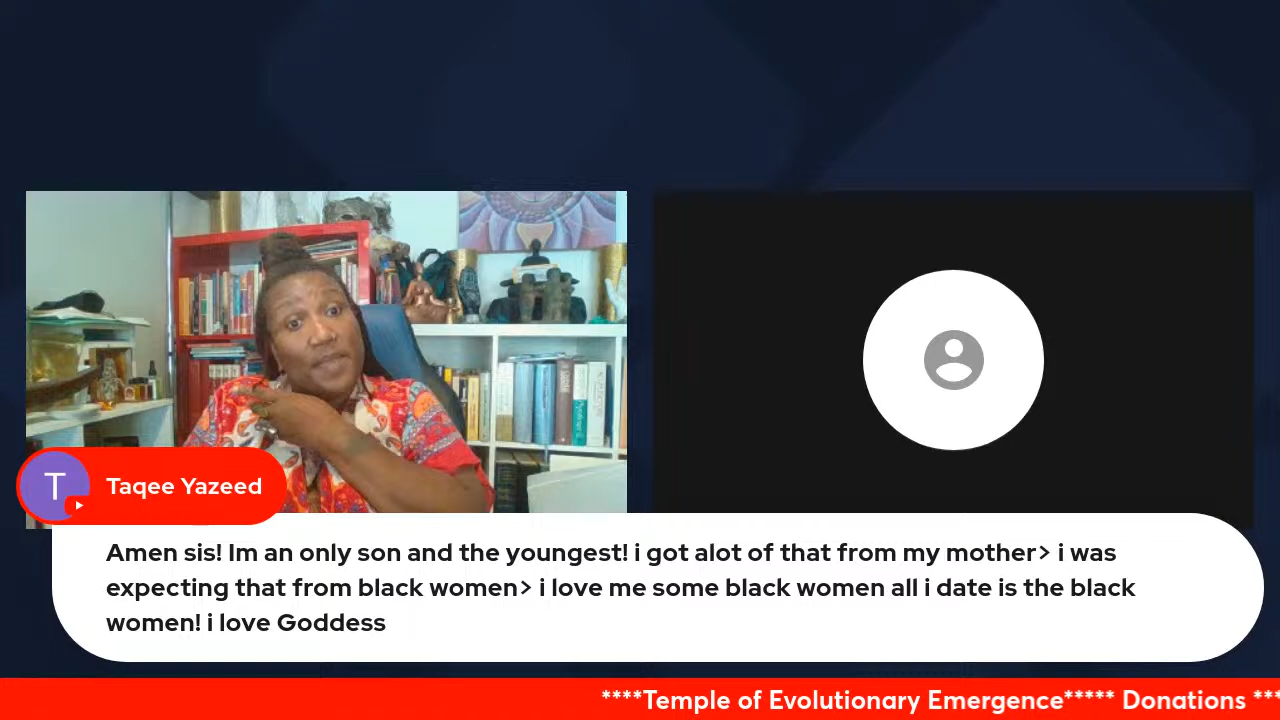 T
Taqee Yazeed
Amen sis! Im an only son and the youngest! i got alot of that from my mother> i was
expecting that from black women> i love me some black women all i date is the black
women! i love Goddess
****Temple of Evolutionary Emergence***** Donations ***